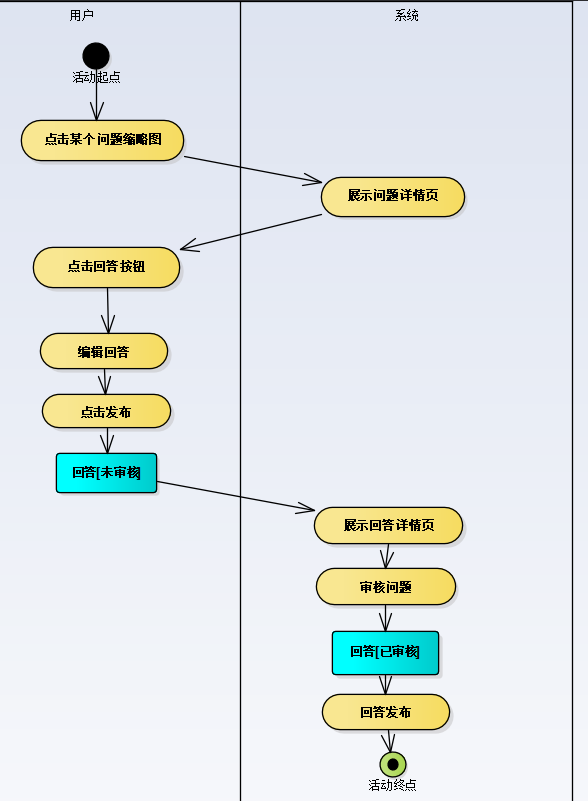 用户
系统
活动起点
点击某个问题缩略图
展示问题详情页
点击回答按钮
编辑回答
点击发布
回答[未审核]
展示回答详情页
审核问题
回答[已审核]
回答发布
活动终点